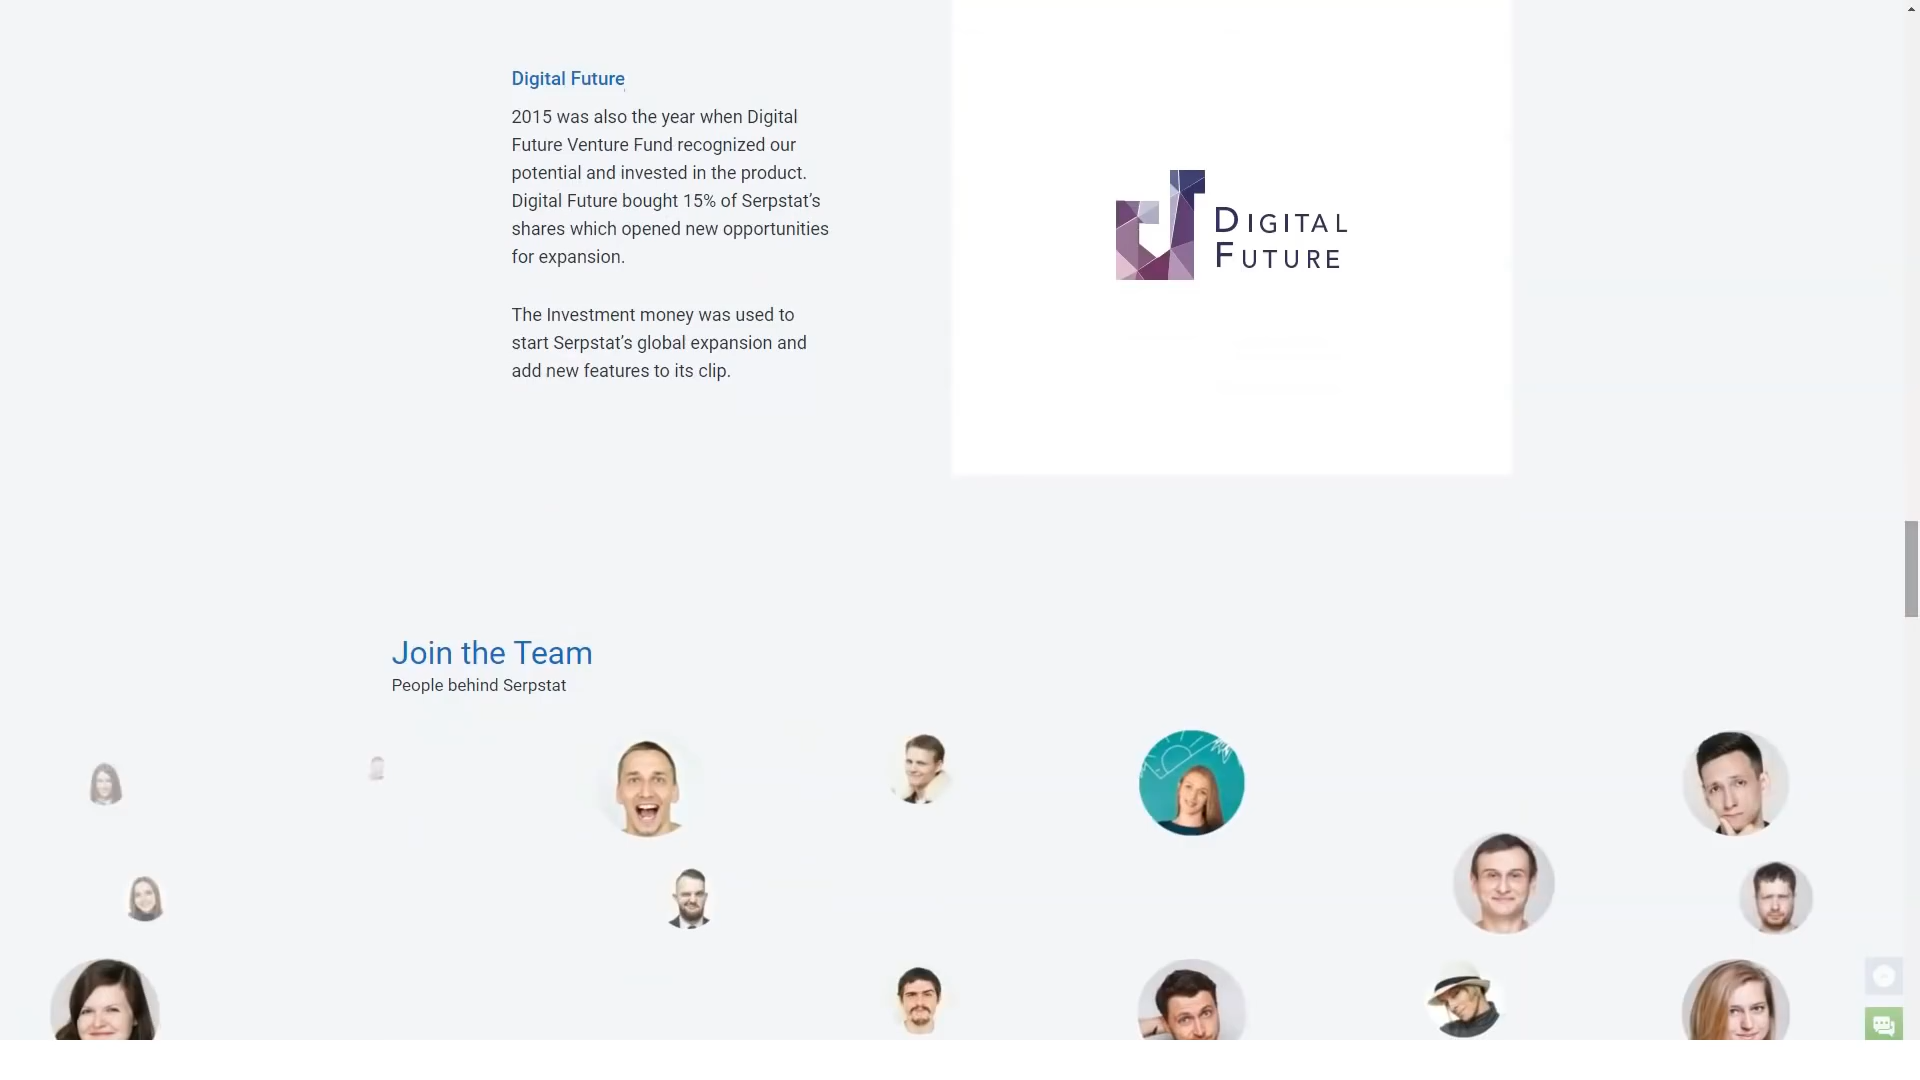 Digital Future
2015 was also the year when Digital
Future Venture Fund recognized our
potential and invested in the product.
Digital Future bought 15% of Serpstat’s
shares which opened new opportunities
for expansion.
The Investment money was used to
start Serpstat’s global expansion and
add new features to its clip.
DIGITAL
FUTURE
Join the Team
People behind Serpstat